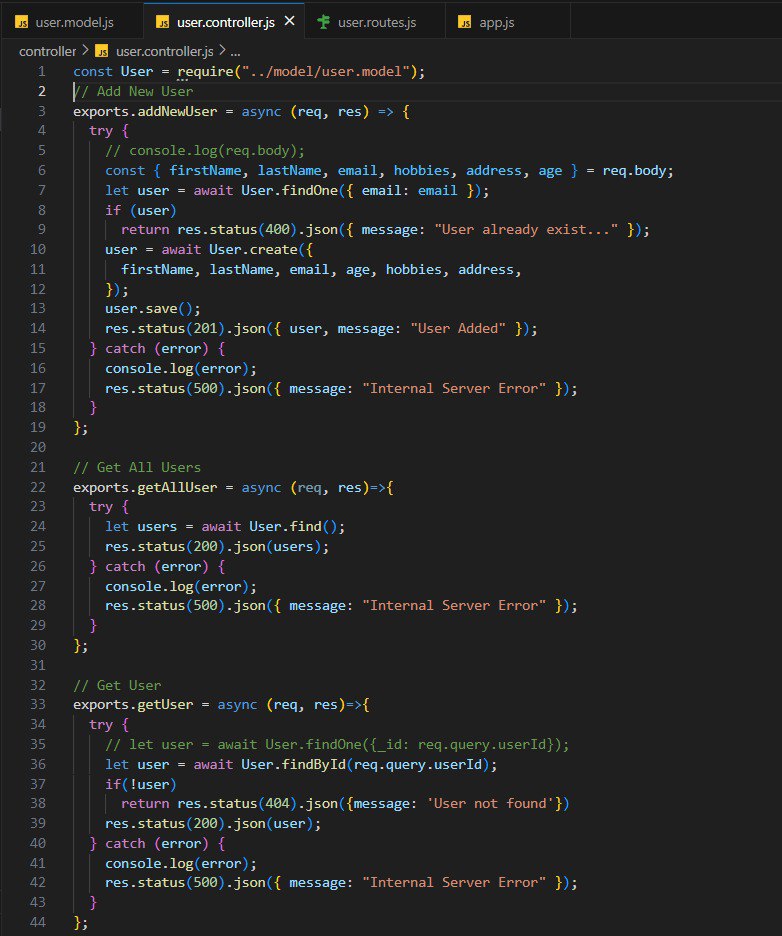 JS user.model.js JS user.controller.js × user.routes.js JS app.js
controller > JS user.controller.js > ...
1 const User = require("../model/user.model");
2 // Add New User
3 exports.addNewUser = async (req, res) => {
4 try {
5 // console.log(req.body);
6 const { firstName, lastName, email, hobbies, address, age } = req.body;
7 let user = await User.findOne({ email: email });
8 if (user)
9 return res.status(400).json({ message: "User already exist..." });
10 user = await User.create({
11 firstName, lastName, email, age, hobbies, address,
12 });
13 user.save();
14 res.status(201).json({ user, message: "User Added" });
15 } catch (error) {
16 console.log(error);
17 res.status(500).json({ message: "Internal Server Error" });
18 }
19 };
20
21 // Get All Users
22 exports.getAllUser = async (req, res)=>{
23 try {
24 let users = await User.find();
25 res.status(200).json(users);
26 } catch (error) {
27 console.log(error);
28 res.status(500).json({ message: "Internal Server Error" });
29 }
30 };
31
32 // Get User
33 exports.getUser = async (req, res)=>{
34 try {
35 // let user = await User.findOne({_id: req.query.userId});
36 let user = await User.findById(req.query.userId);
37 if(!user)
38 return res.status(404).json({message: 'User not found'})
39 res.status(200).json(user);
40 } catch (error) {
41 console.log(error);
42 res.status(500).json({ message: "Internal Server Error" });
43 }
44 };